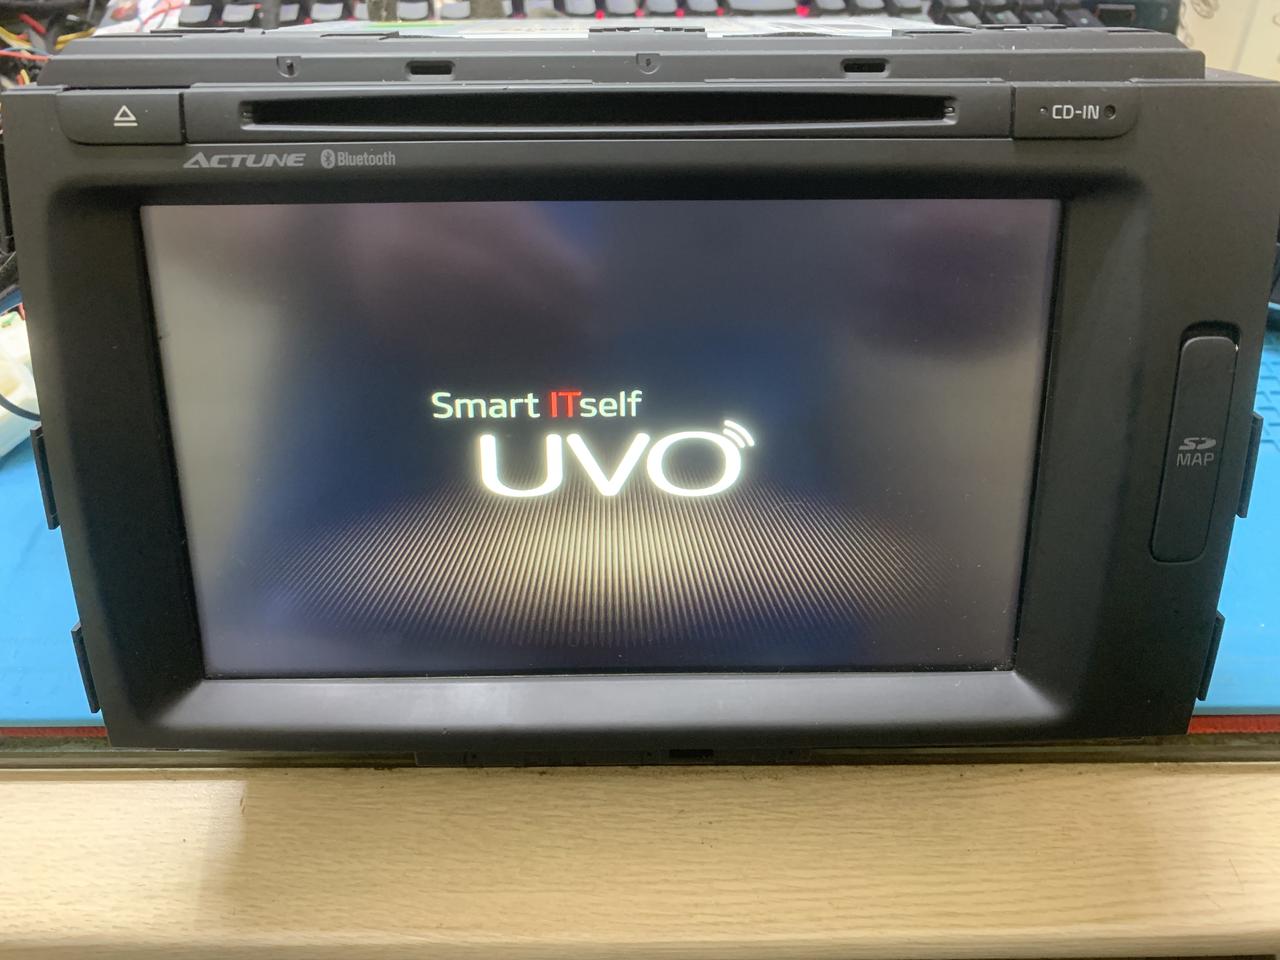 CD-IN
ACTUNE Bluetooth
Smart ITself
UVO
SD
MAP